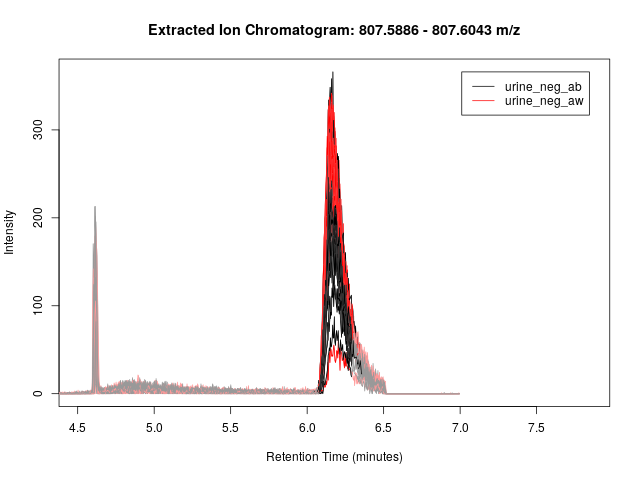 Extracted Ion Chromatogram: 807.5886 - 807.6043 m/z
urine_neg_ab
urine_neg_aw
Intensity
300
200
100
0
4.5 5.0 5.5 6.0 6.5 7.0 7.5
Retention Time (minutes)